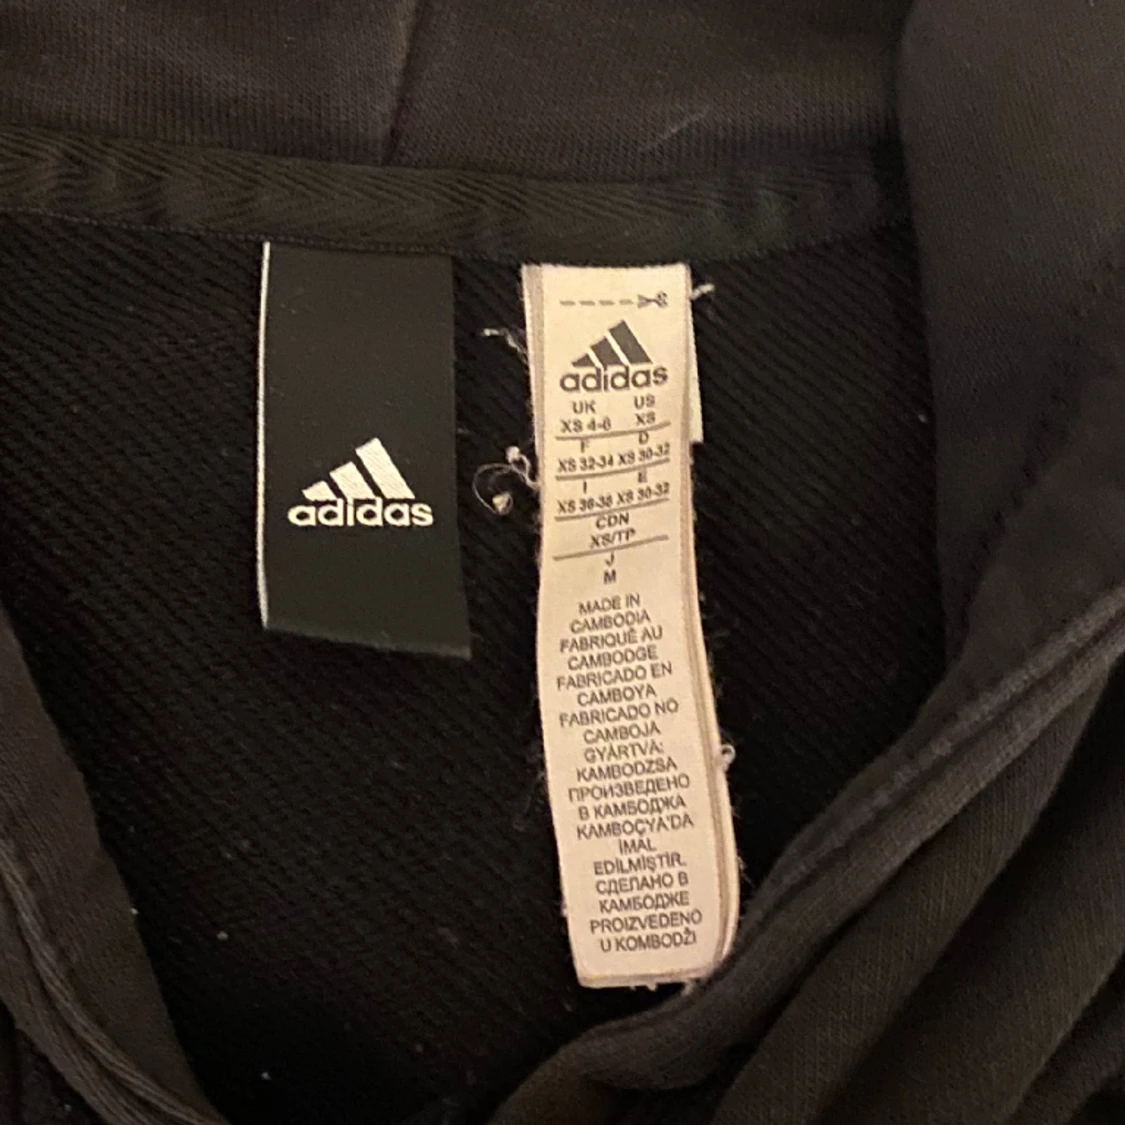 adidas
adidas
UK US
XS 4-6 XS
F D
XS 32-34 XS 30-32
I E
XS 36-38 XS 30-32
CDN
XS/TP
J
M
MADE IN
CAMBODIA
FABRIQUÉ AU
CAMBODGE
FABRICADO EN
CAMBOYA
FABRICADO NO
CAMBOJA
GYÁRTVA:
KAMBODZSA
ПРОИЗВЕДЕНО
В КАМБОДЖА
KAMBOÇYA'DA
İMAL
EDİLMİŞTİR.
СДЕЛАНО В
КАМБОДЖЕ
PROIZVEDENO
U KOMBODŽI